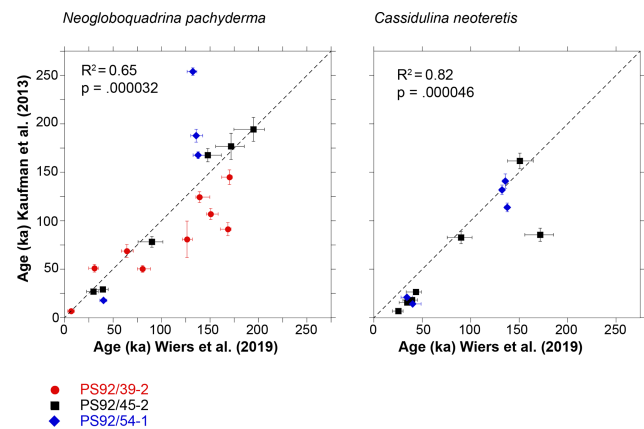 Neogloboquadrina pachyderma
Cassidulina neoteretis
Age (ka) Kaufman et al. (2013)
R² = 0.65
p = .000032
250
200
150
100
50
0
0 50 100 150 200 250
Age (ka) Wiers et al. (2019)
R² = 0.82
p = .000046
0 50 100 150 200 250
Age (ka) Wiers et al. (2019)
PS92/39-2
PS92/45-2
PS92/54-1